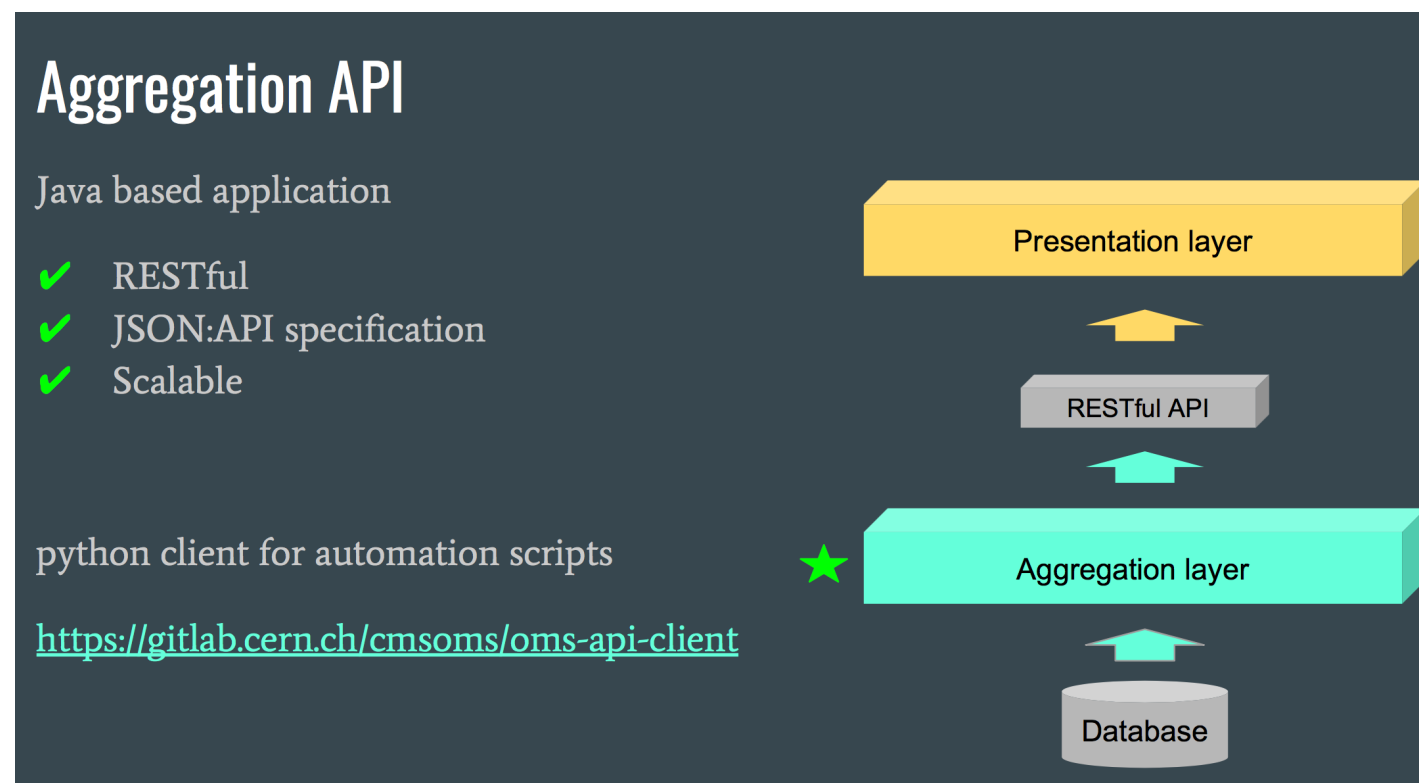 Aggregation API
Java based application
✔ RESTful
✔ JSON:API specification
✔ Scalable
python client for automation scripts
https://gitlab.cern.ch/cmsoms/oms-api-client
Presentation layer
RESTful API
Aggregation layer
Database